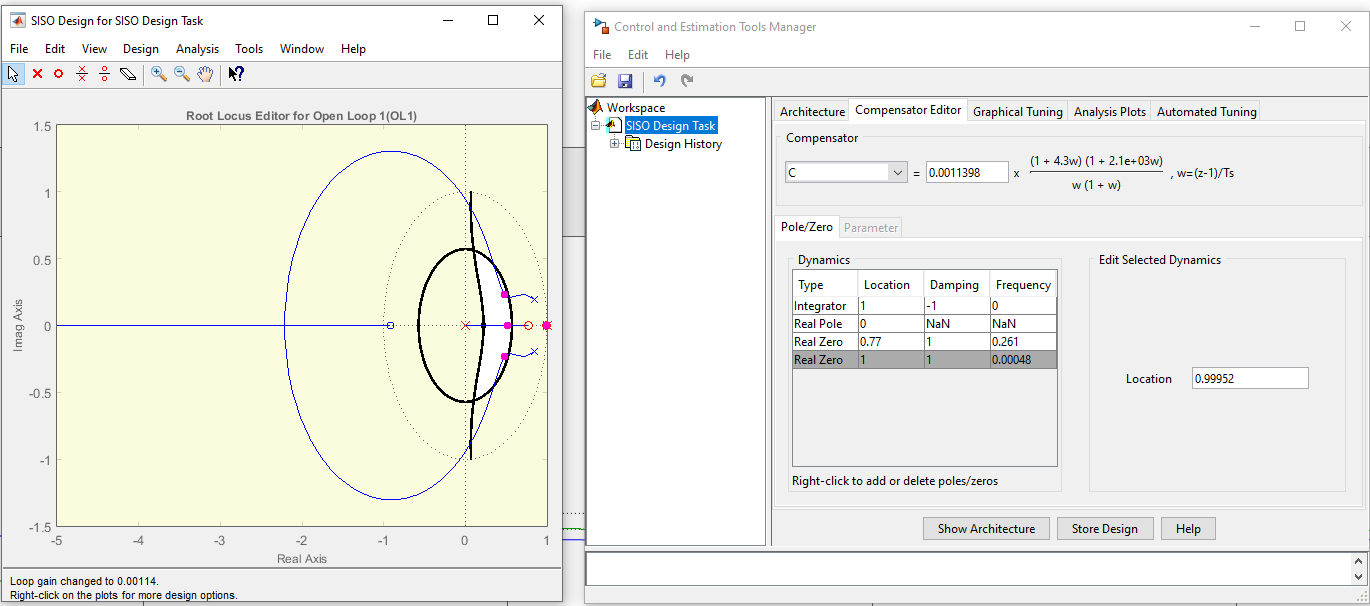 SISO Design for SISO Design Task
File Edit View Design Analysis Tools Window Help
Root Locus Editor for Open Loop 1(OL1)
1.5
1
0.5
0
-0.5
-1
-1.5
-5 -4 -3 -2 -1 0 1
Imag Axis
Real Axis
Loop gain changed to 0.00114.
Right-click on the plots for more design options.
Control and Estimation Tools Manager
File Edit Help
Workspace
SISO Design Task
Design History
Architecture Compensator Editor Graphical Tuning Analysis Plots Automated Tuning
Compensator
(1 + 4.3w) (1 + 2.1e+03w)
C = 0.0011398 x , w=(z-1)/Ts
w (1 + w)
Pole/Zero Parameter
Dynamics
Type Location Damping Frequency
Integrator 1 -1 0
Real Pole 0 NaN NaN
Real Zero 0.77 1 0.261
Real Zero 1 1 0.00048
Right-click to add or delete poles/zeros
Edit Selected Dynamics
Location 0.99952
Show Architecture Store Design Help